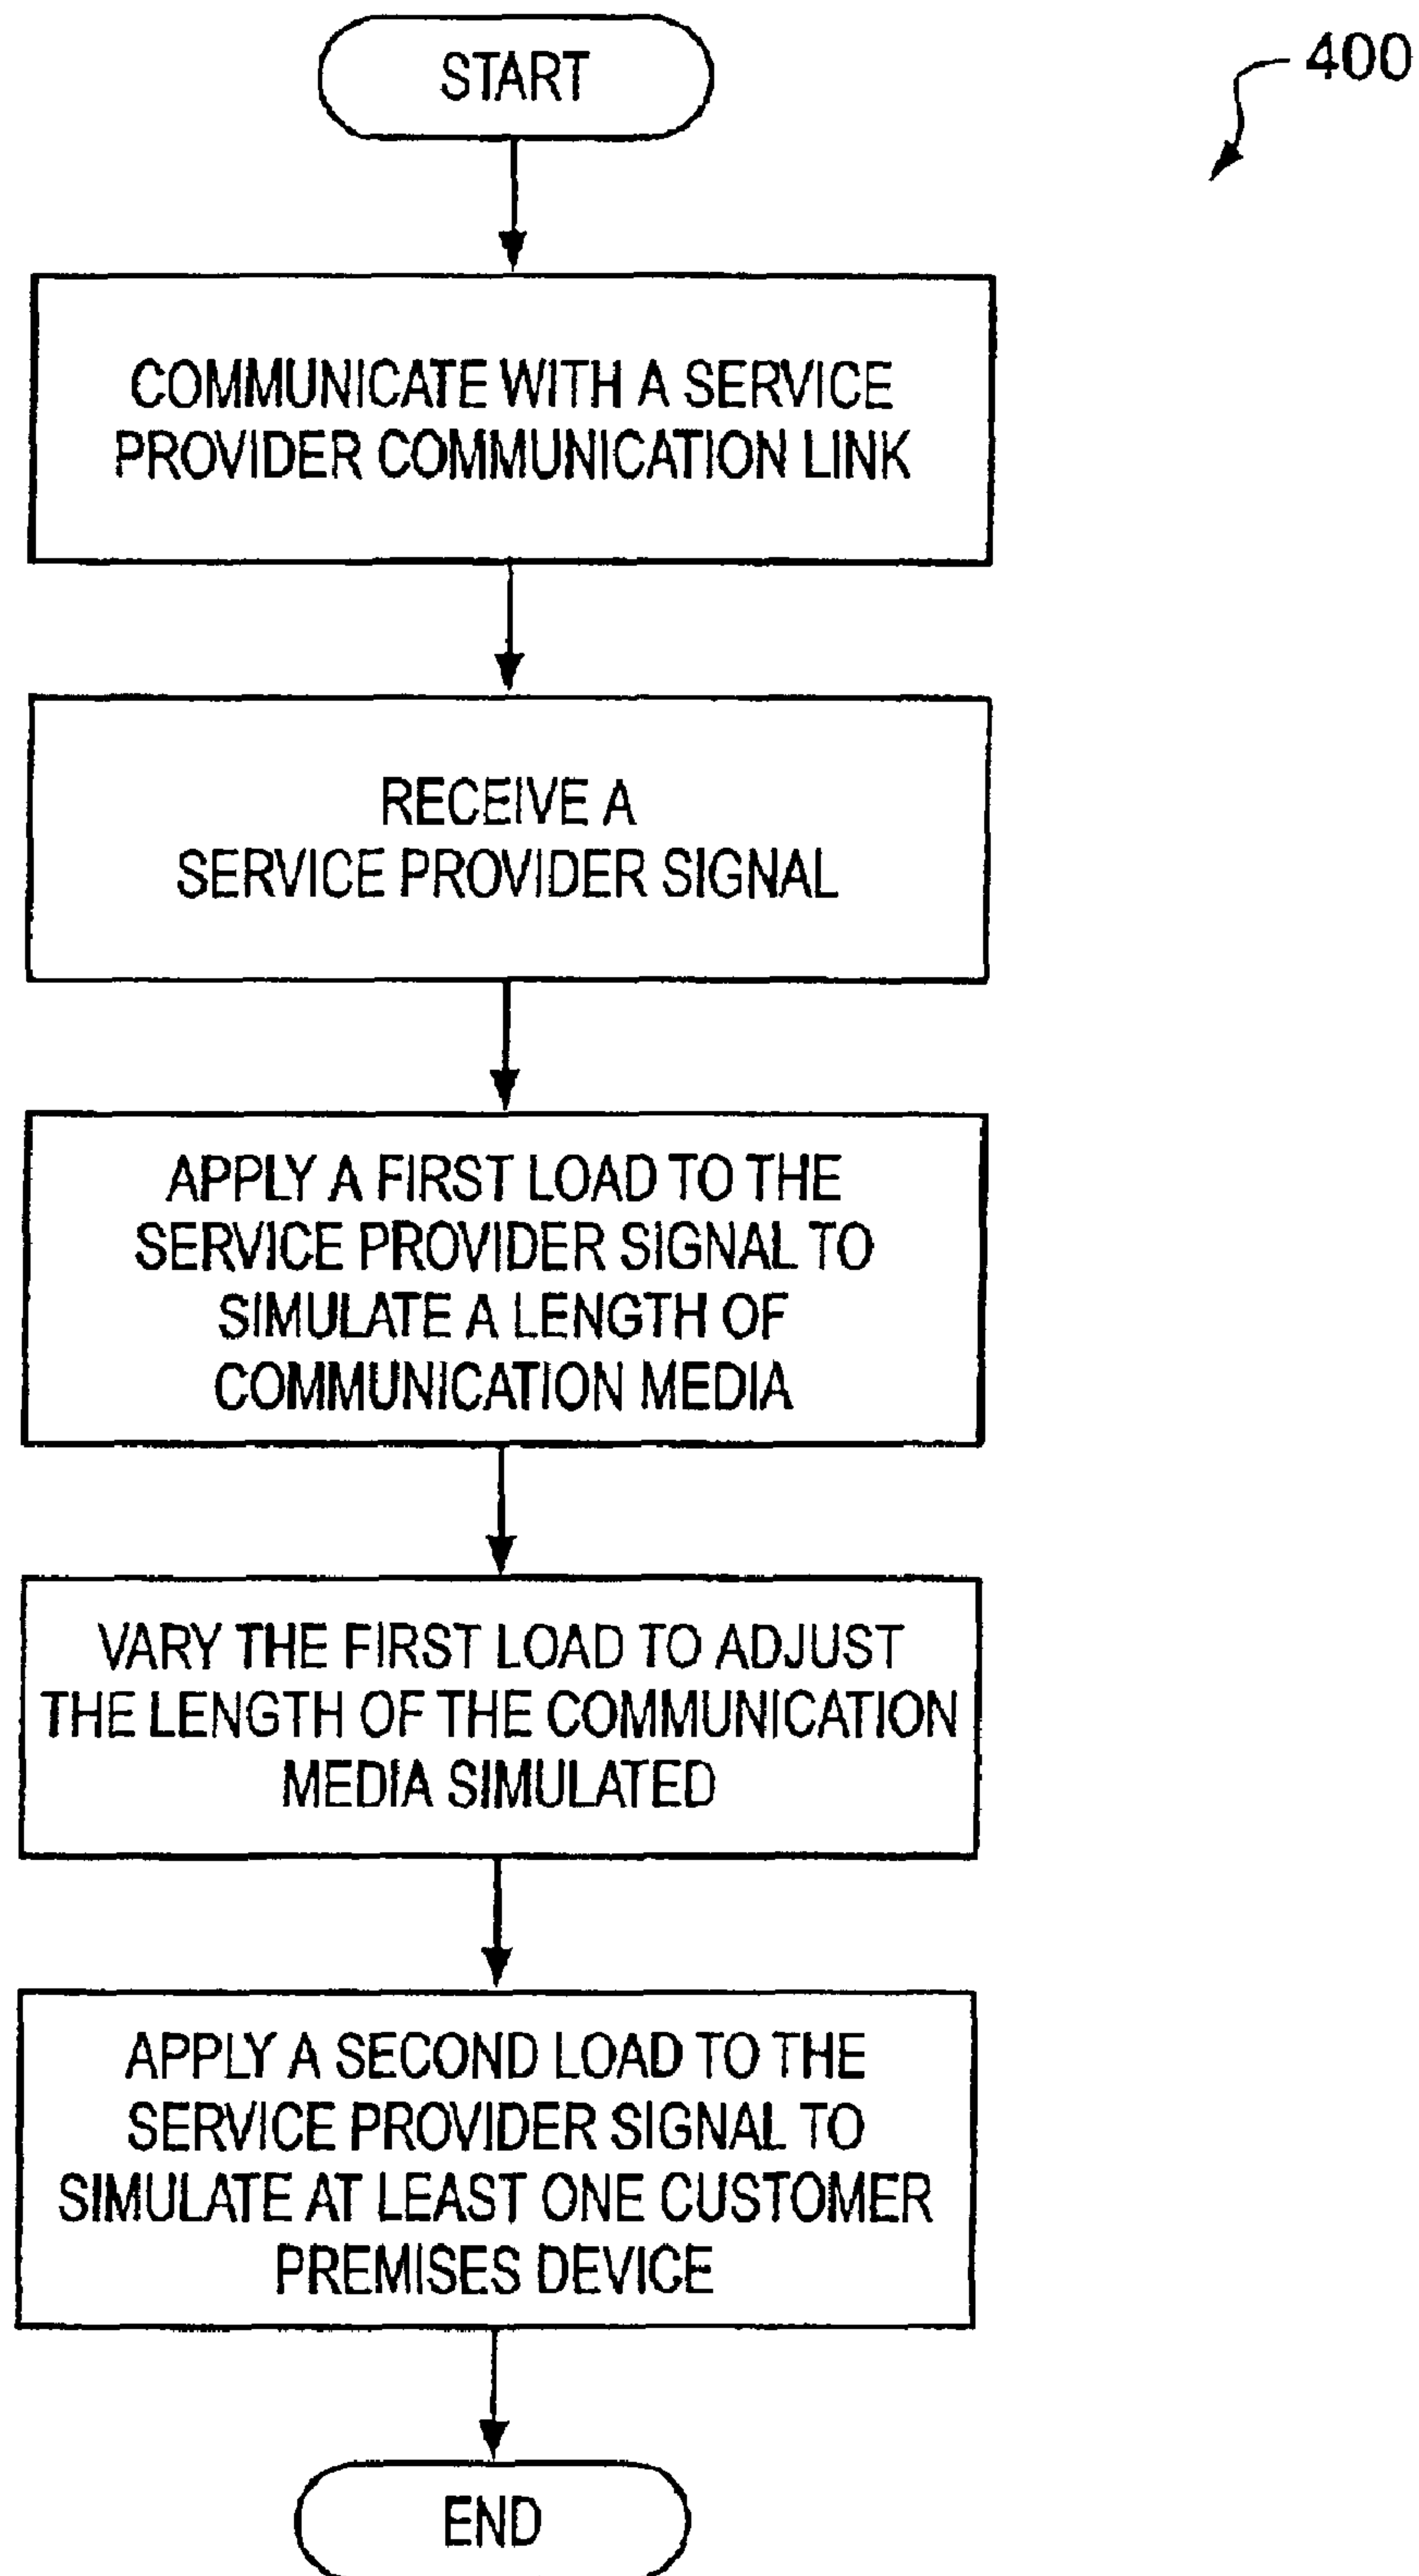 START
400
COMMUNICATE WITH A SERVICE
PROVIDER COMMUNICATION LINK
RECEIVE A
SERVICE PROVIDER SIGNAL
APPLY A FIRST LOAD TO THE
SERVICE PROVIDER SIGNAL TO
SIMULATE A LENGTH OF
COMMUNICATION MEDIA
VARY THE FIRST LOAD TO ADJUST
THE LENGTH OF THE COMMUNICATION
MEDIA SIMULATED
APPLY A SECOND LOAD TO THE
SERVICE PROVIDER SIGNAL TO
SIMULATE AT LEAST ONE CUSTOMER
PREMISES DEVICE
END